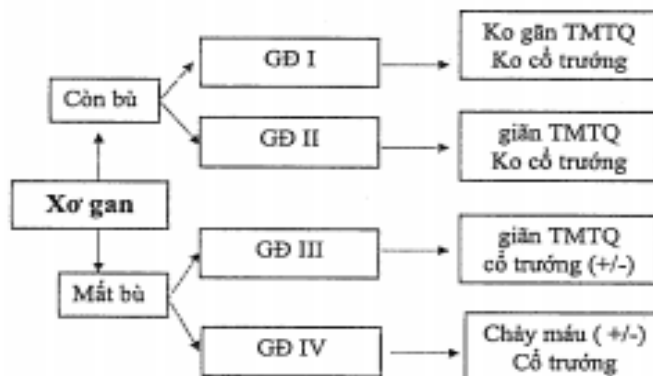 Xơ gan
Còn bù
GĐ I
Ko gãn TMTQ
Ko cổ trướng
GĐ II
giãn TMTQ
Ko cổ trướng
Mất bù
GĐ III
giãn TMTQ
cổ trướng (+/-)
GĐ IV
Chảy máu ( +/-)
Cổ trướng